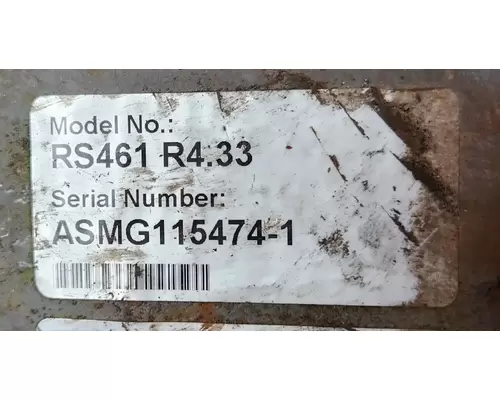 Model No.:
RS461 R4.33
Serial Number:
ASMG115474-1